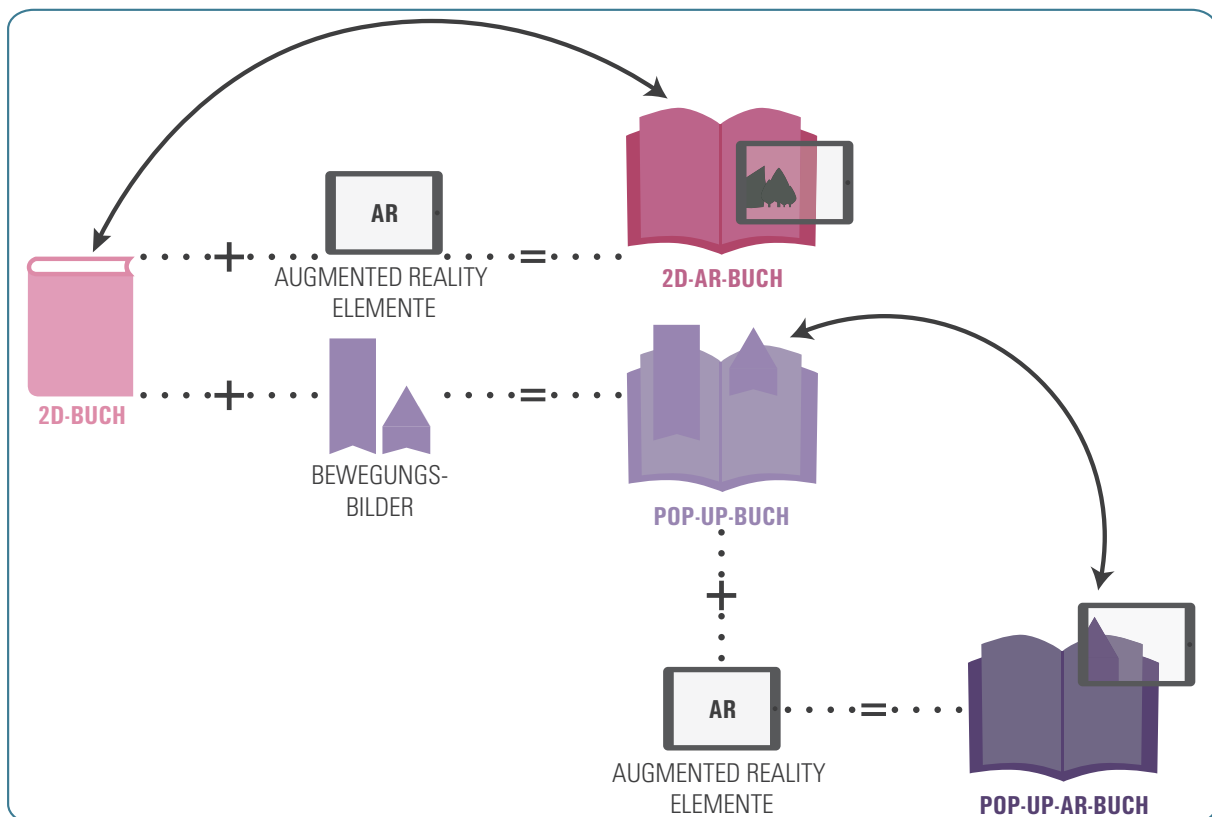 AR
AUGMENTED REALITY
ELEMENTE
2D-AR-BUCH
2D-BUCH
BEWEGUNGS-
BILDER
POP-UP-BUCH
AR
AUGMENTED REALITY
ELEMENTE
POP-UP-AR-BUCH